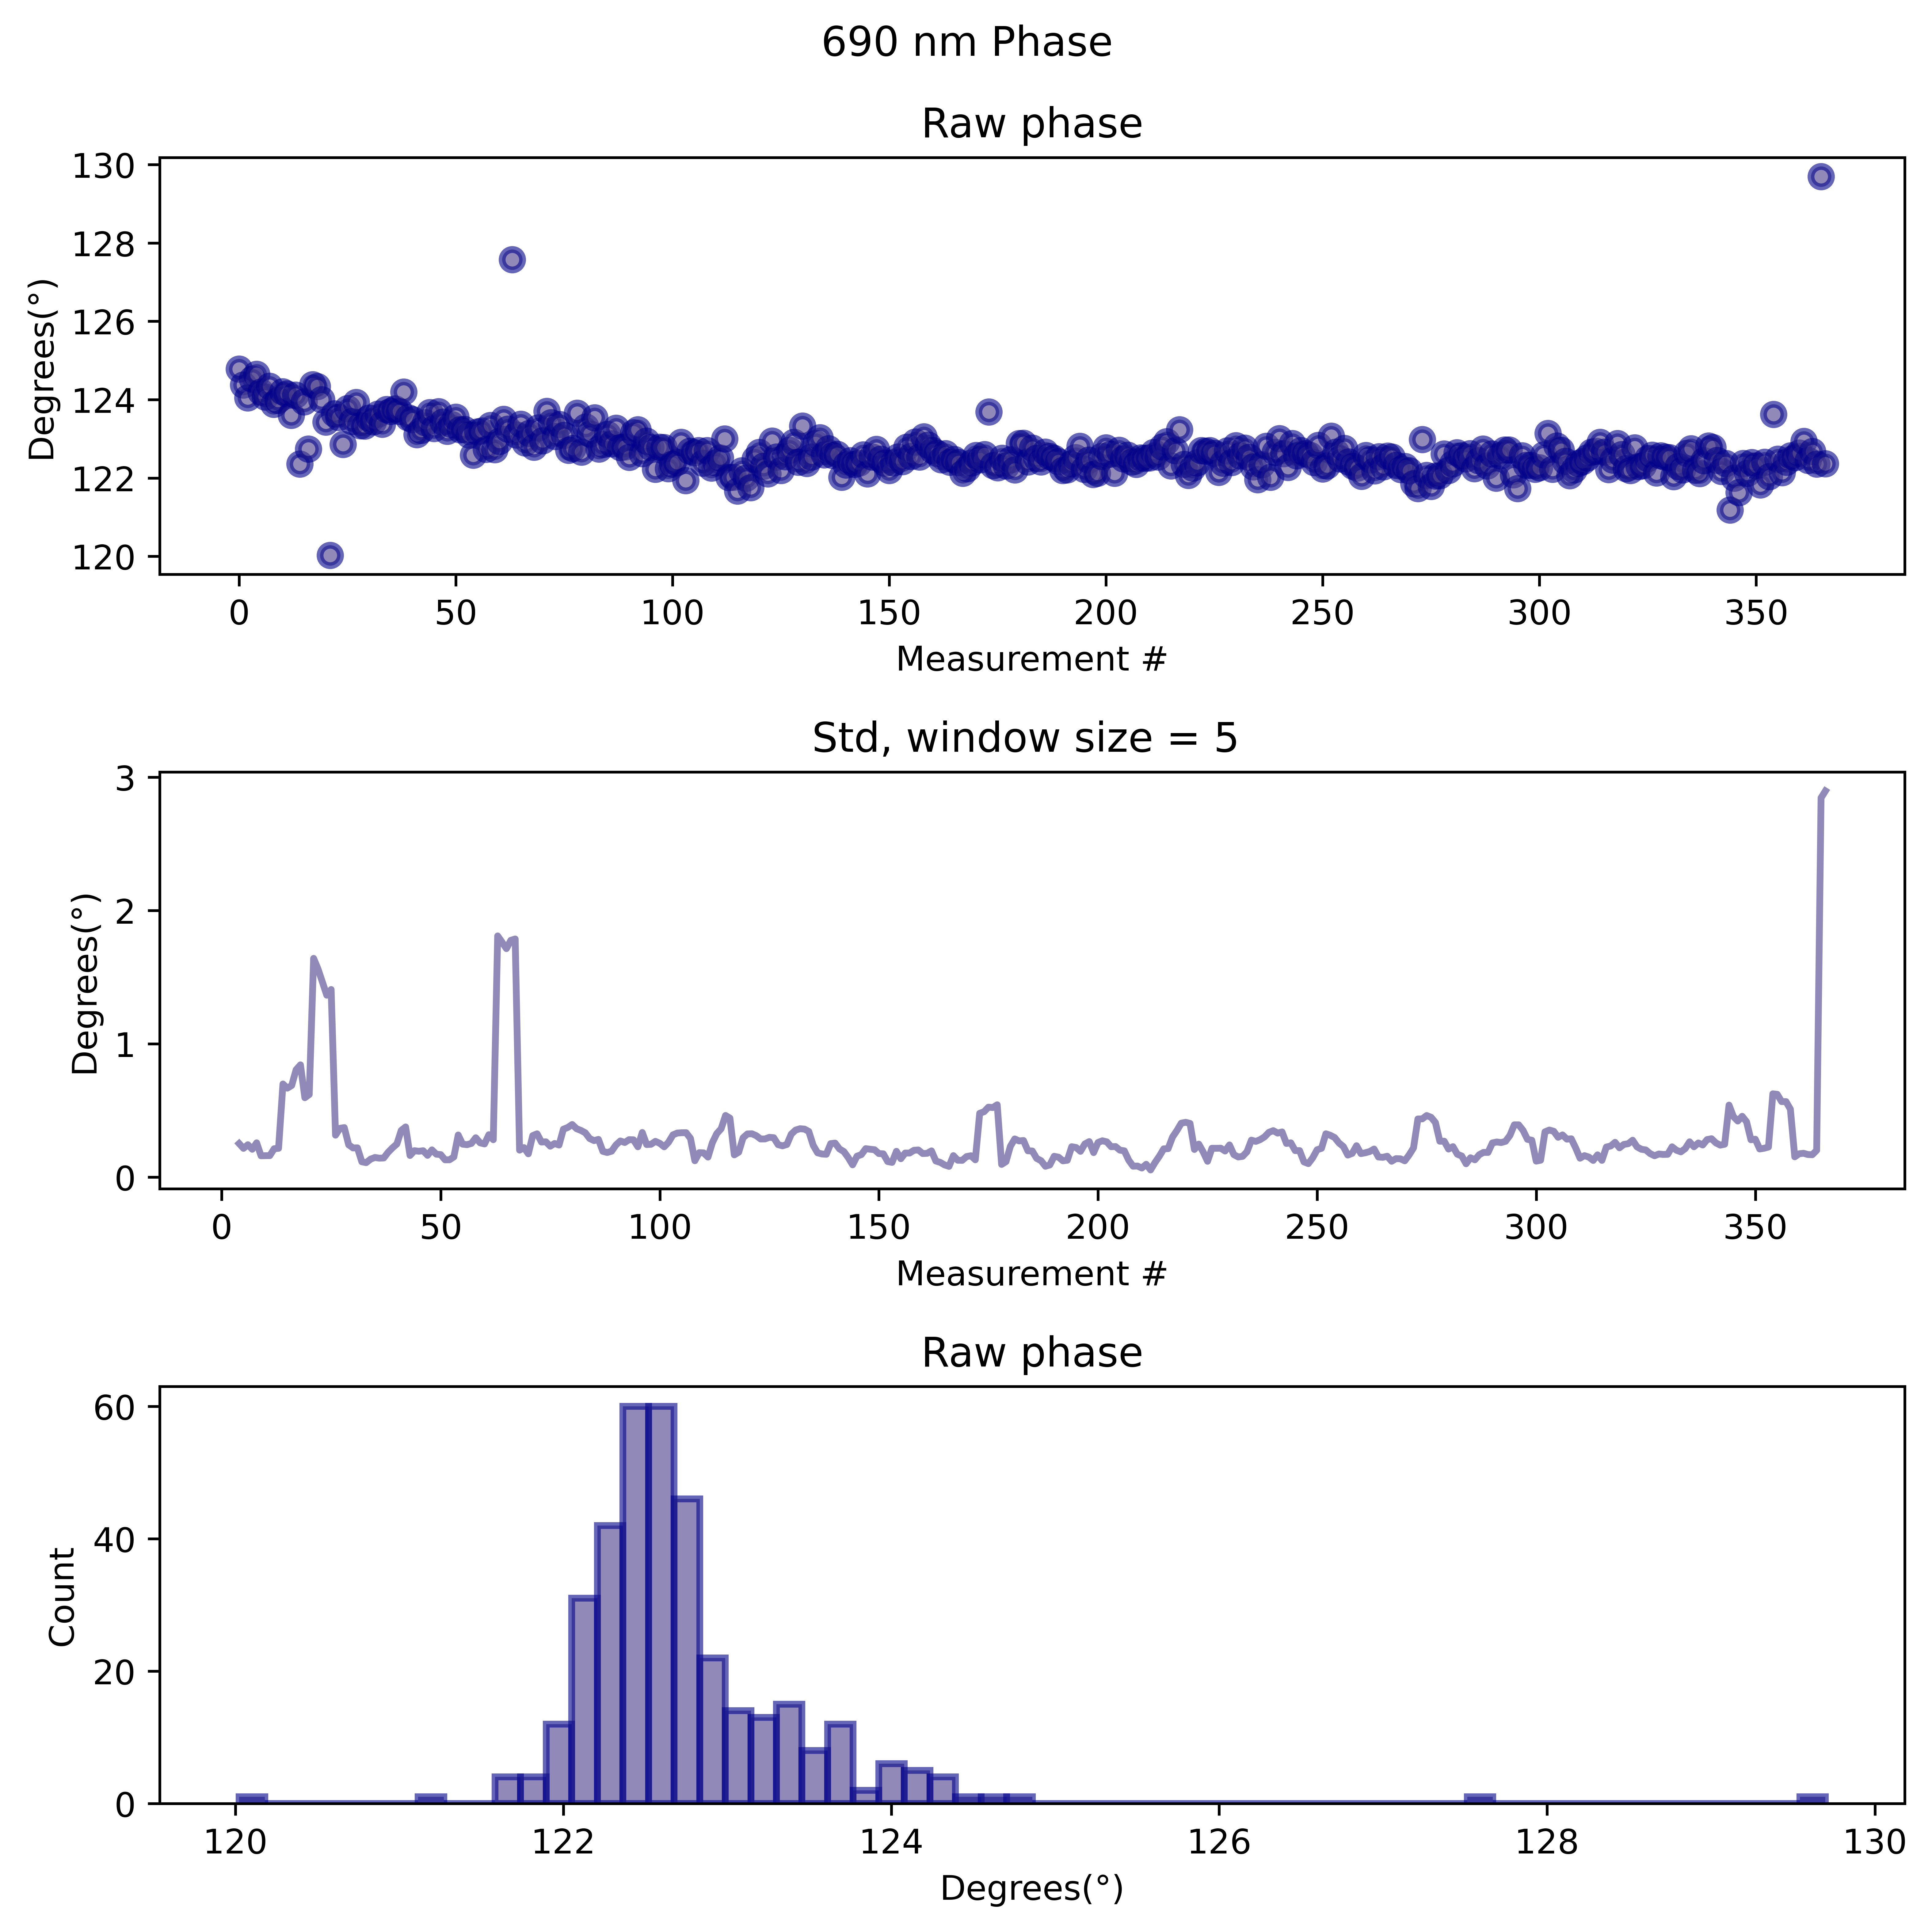 690 nm Phase
Raw phase
130
128
126
124
122
120
Degrees(°)
0 50 100 150 200 250 300 350
Measurement #
Std, window size = 5
3
2
1
0
Degrees(°)
0 50 100 150 200 250 300 350
Measurement #
Raw phase
60
40
20
0
Count
120 122 124 126 128 130
Degrees(°)